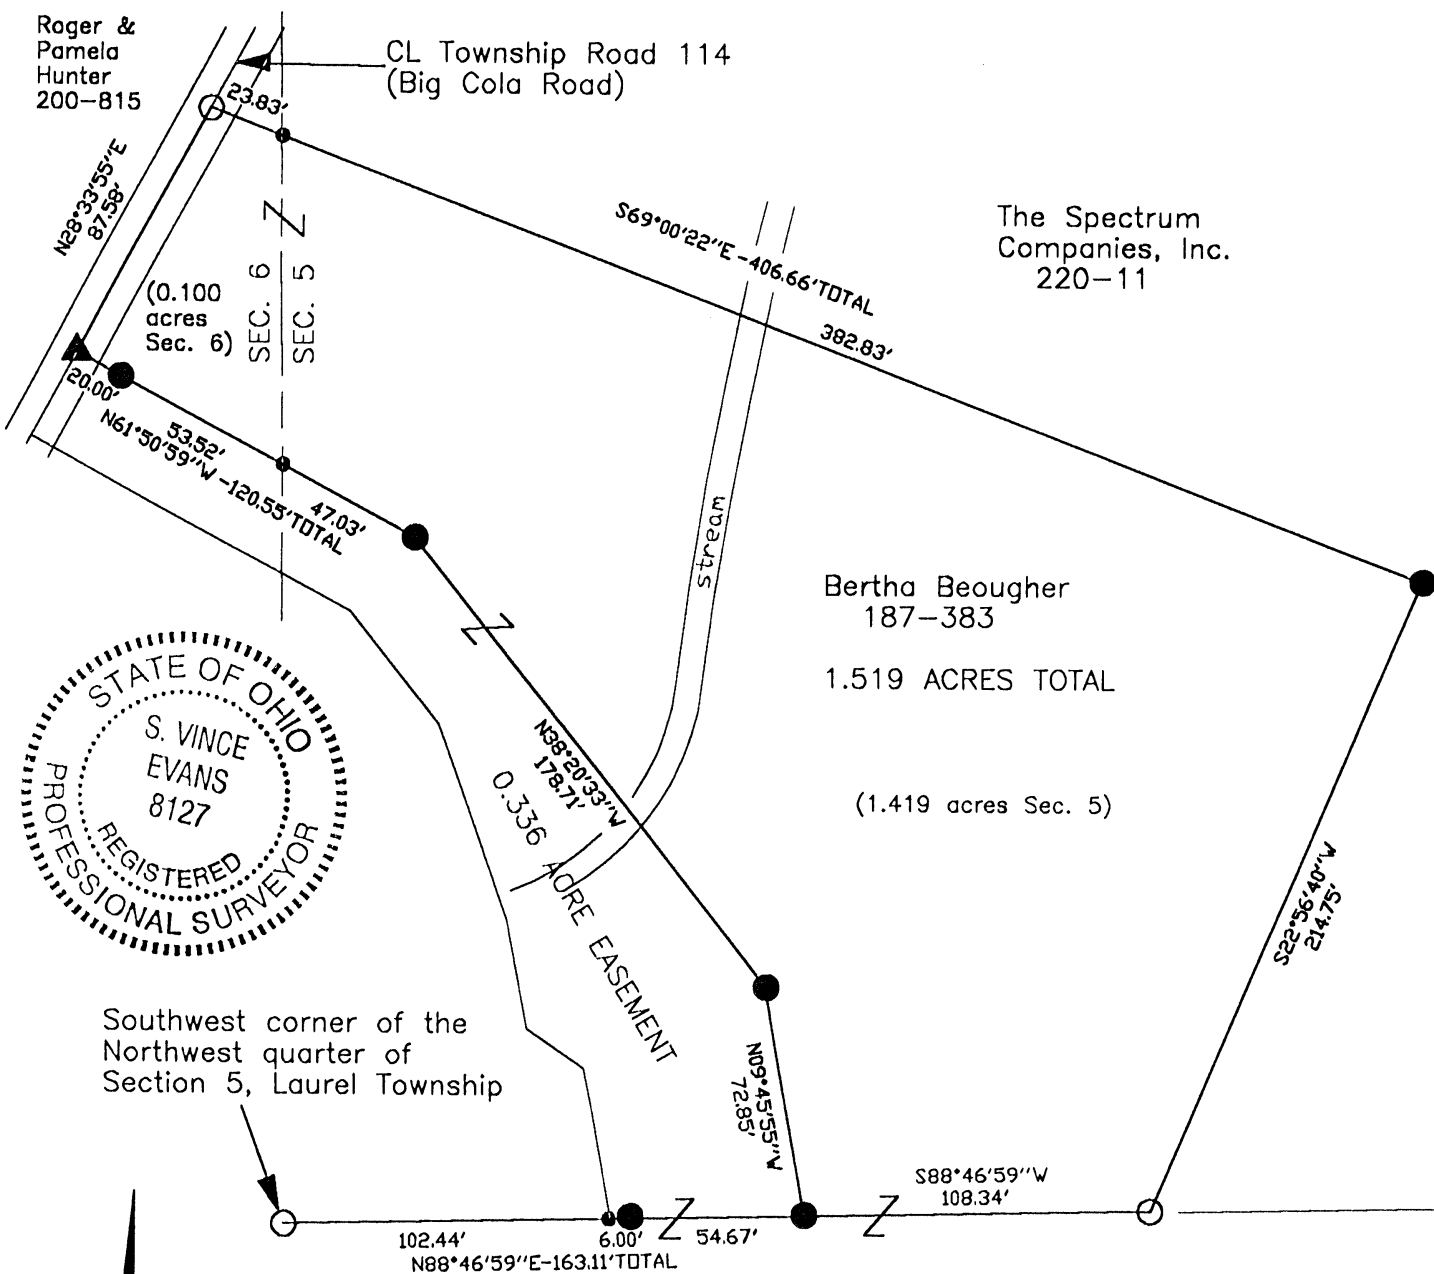 Roger &
Pamela
Hunter
200-815
CL Township Road 114
(Big Cola Road)
23.83'
N28°33'55"E
87.58'
S69°00'22"E -406.66'TOTAL
382.83'
The Spectrum
Companies, Inc.
220-11
(0.100
acres
Sec. 6)
SEC. 6
SEC. 5
20.00'
53.52'
N61°50'59"W -120.55'TOTAL
47.03'
stream
Bertha Beougher
187-383
1.519 ACRES TOTAL
(1.419 acres Sec. 5)
STATE OF OHIO
S. VINCE
EVANS
8127
REGISTERED
PROFESSIONAL SURVEYOR
N38°20'33"W
178.71'
0.336 ACRE EASEMENT
S22°56'40"W
214.75'
Southwest corner of the
Northwest quarter of
Section 5, Laurel Township
N09°45'55"W
72.85'
S88°46'59"W
108.34'
102.44'
6.00'
54.67'
N88°46'59"E-163.11'TOTAL